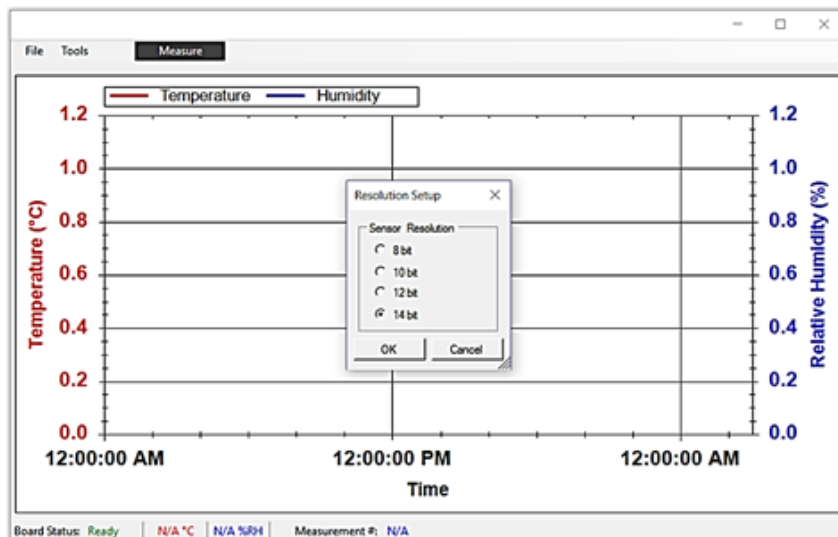 File Tools Measure
Temperature Humidity
1.2 1.2
1.0 1.0
0.8 0.8
0.6 0.6
0.4 0.4
0.2 0.2
0.0 0.0
Temperature (°C)
Relative Humidity (%)
Resolution Setup
Sensor Resolution
8 bit
10 bit
12 bit
14 bit
OK Cancel
12:00:00 AM 12:00:00 PM 12:00:00 AM
Time
Board Status: Ready N/A °C N/A %RH Measurement #: N/A